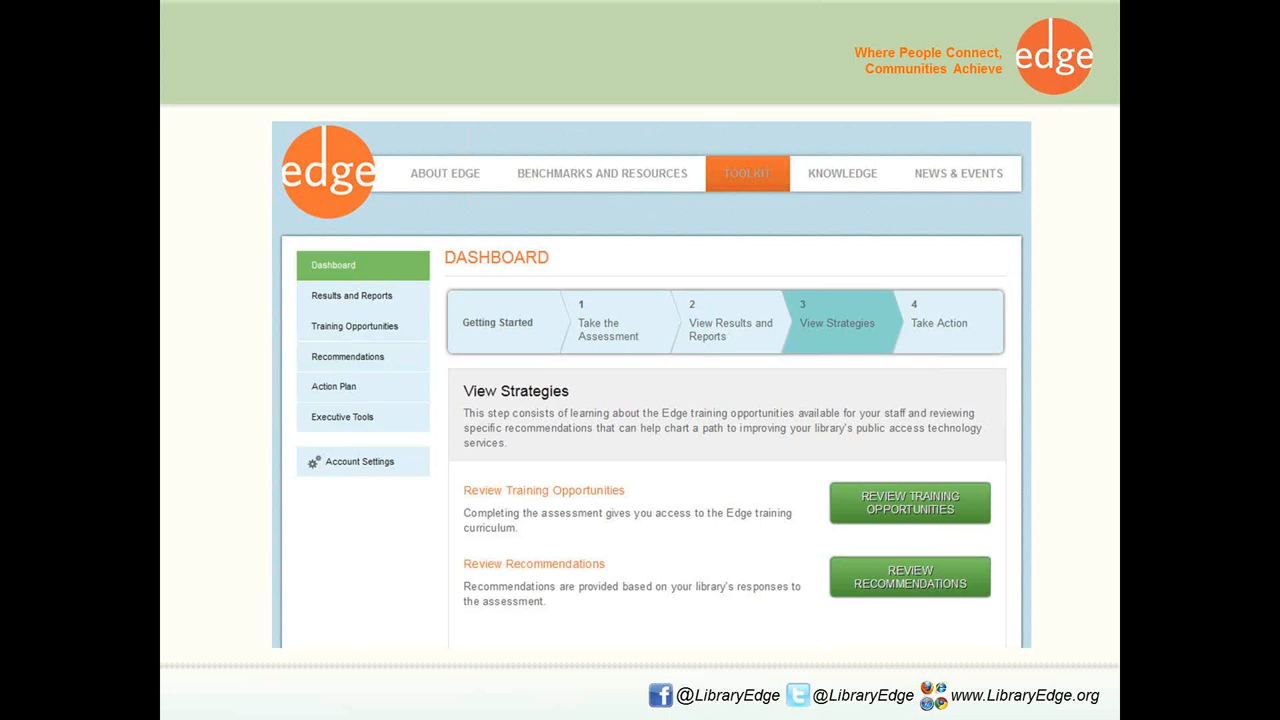 Where People Connect,
Communities Achieve
edge
edge
ABOUT EDGE
BENCHMARKS AND RESOURCES
TOOLKIT
KNOWLEDGE
NEWS & EVENTS
Dashboard
Results and Reports
Training Opportunities
Recommendations
Action Plan
Executive Tools
Account Settings
DASHBOARD
Getting Started
1
Take the
Assessment
2
View Results and
Reports
3
View Strategies
4
Take Action
View Strategies
This step consists of learning about the Edge training opportunities available for your staff and reviewing
specific recommendations that can help chart a path to improving your library's public access technology
services.
Review Training Opportunities
Completing the assessment gives you access to the Edge training
curriculum.
REVIEW TRAINING
OPPORTUNITIES
Review Recommendations
Recommendations are provided based on your library's responses to
the assessment.
REVIEW
RECOMMENDATIONS
@LibraryEdge
@LibraryEdge
www.LibraryEdge.org